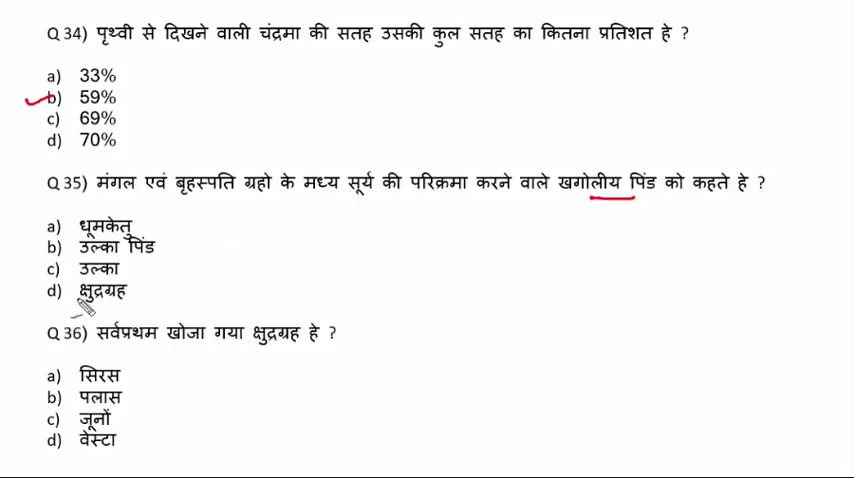 Q 34) पृथ्वी से दिखने वाली चंद्रमा की सतह उसकी कुल सतह का कितना प्रतिशत हे ?
a) 33%
b) 59%
c) 69%
d) 70%
Q 35) मंगल एवं बृहस्पति ग्रहो के मध्य सूर्य की परिक्रमा करने वाले खगोलीय पिंड को कहते हे ?
a) धूमकेतु
b) उल्का पिंड
c) उल्का
d) क्षुद्रग्रह
Q 36) सर्वप्रथम खोजा गया क्षुद्रग्रह हे ?
a) सिरस
b) पलास
c) जूनों
d) वेस्टा